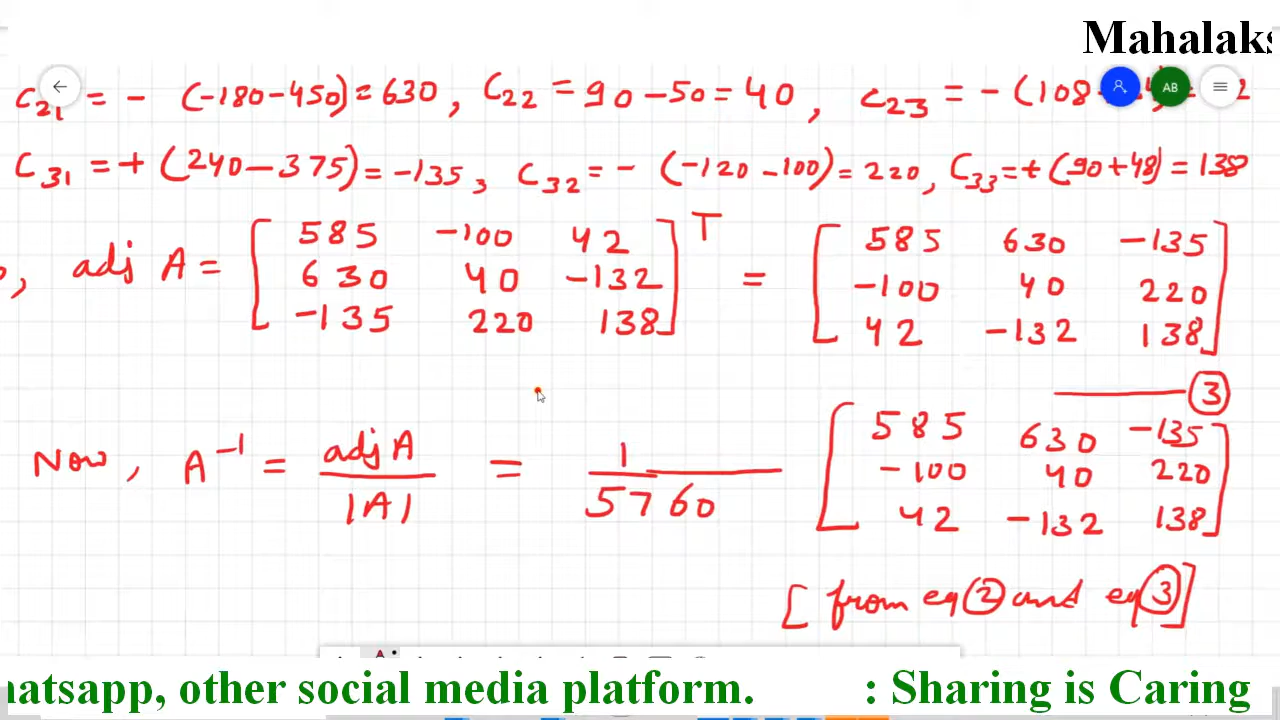 Mahalaks
C₂₁ = - (-180-450) = 630, C₂₂ = 90-50 = 40, C₂₃ = - (108
AB
C₃₁ = + (240-375) = -135, C₃₂ = - (-120-100) = 220, C₃₃ = + (90+48) = 138
, adj A = [585 -100 42
630 40 -132
-135 220 138]ᵀ = [585 630 -135
-100 40 220
42 -132 138]
③
Now, A⁻¹ = adj A / |A| = 1/5760 [585 630 -135
-100 40 220
42 -132 138]
[from eq ② and eq ③]
hatsapp, other social media platform. : Sharing is Caring